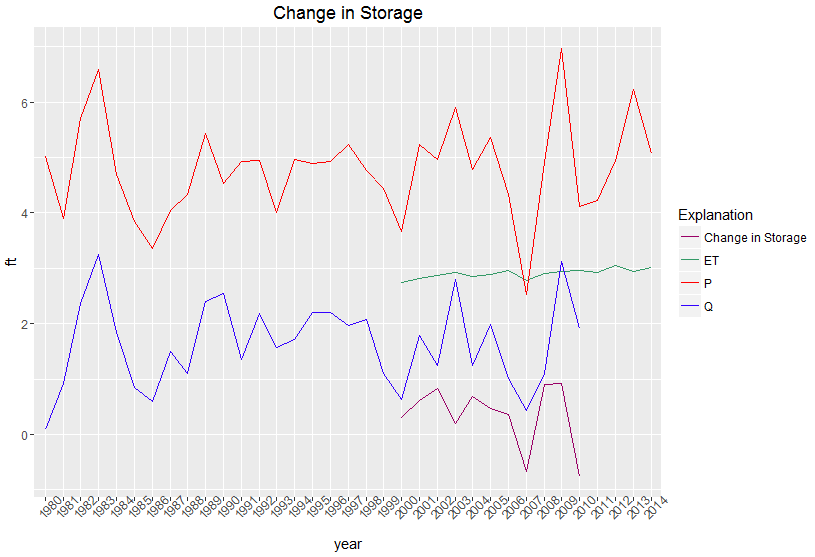 Change in Storage
ft
6
4
2
0
1980 1981 1982 1983 1984 1985 1986 1987 1988 1989 1990 1991 1992 1993 1994 1995 1996 1997 1998 1999 2000 2001 2002 2003 2004 2005 2006 2007 2008 2009 2010 2011 2012 2013 2014
year
Explanation
Change in Storage
ET
P
Q